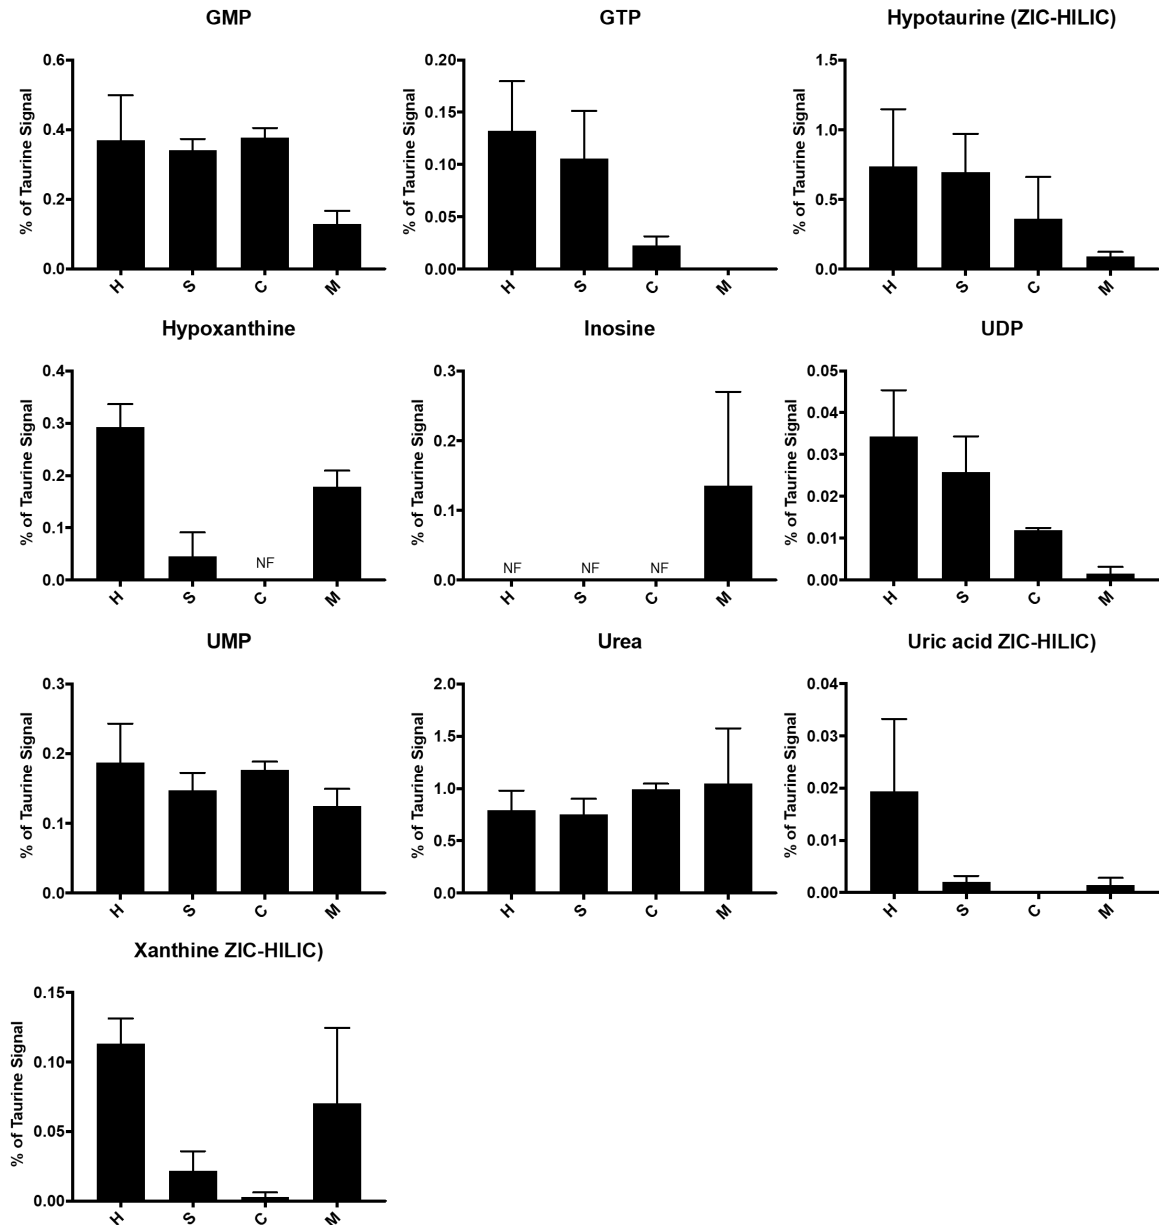 GMP
% of Taurine Signal
0.6
0.4
0.2
0.0
H S C M
GTP
% of Taurine Signal
0.20
0.15
0.10
0.05
0.00
H S C M
Hypotaurine (ZIC-HILIC)
% of Taurine Signal
1.5
1.0
0.5
0.0
H S C M
Hypoxanthine
% of Taurine Signal
0.4
0.3
0.2
0.1
0.0
NF
H S C M
Inosine
% of Taurine Signal
0.3
0.2
0.1
0.0
NF NF NF
H S C M
UDP
% of Taurine Signal
0.05
0.04
0.03
0.02
0.01
0.00
H S C M
UMP
% of Taurine Signal
0.3
0.2
0.1
0.0
H S C M
Urea
% of Taurine Signal
2.0
1.5
1.0
0.5
0.0
H S C M
Uric acid ZIC-HILIC)
% of Taurine Signal
0.04
0.03
0.02
0.01
0.00
H S C M
Xanthine ZIC-HILIC)
% of Taurine Signal
0.15
0.10
0.05
0.00
H S C M